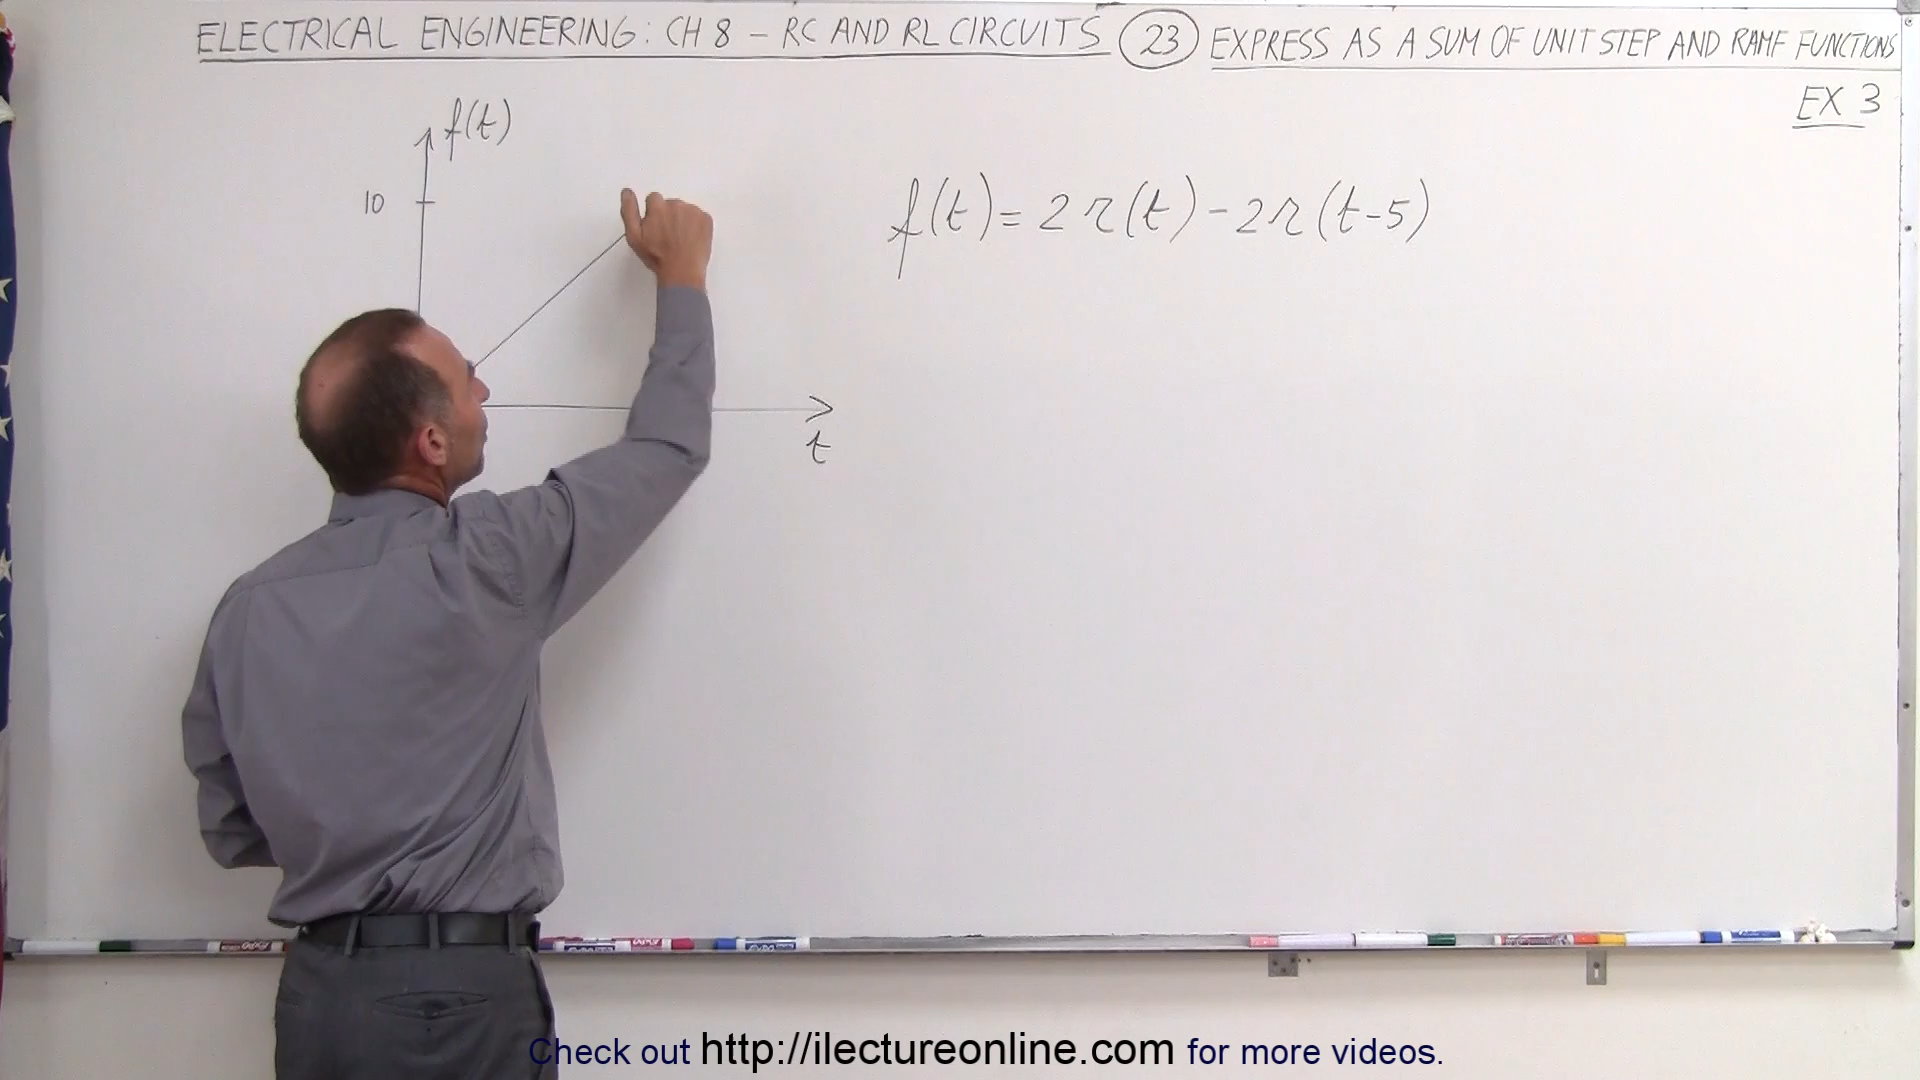 ELECTRICAL ENGINEERING: CH 8 - RC AND RL CIRCUITS 23 EXPRESS AS A SUM OF UNIT STEP AND RAMP FUNCTIONS
EX 3
f(t)
10
f(t) = 2r(t) - 2r(t-5)
t
Check out http://ilectureonline.com for more videos.